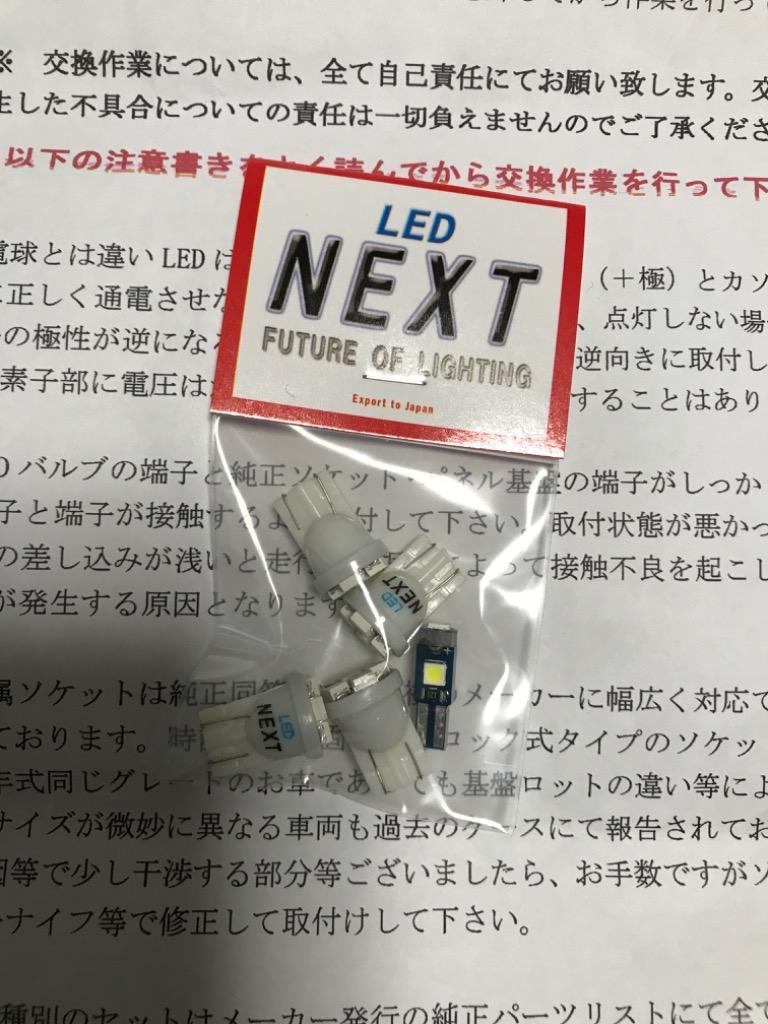 ※ 交換作業については、全て自己責任にてお願い致します。交
生した不具合についての責任は一切負えませんのでご了承くださ
以下の注意書きをよく読んでから交換作業を行って下
LED
NEXT
FUTURE OF LIGHTING
Export to Japan
電球とは違い LED は
（＋極）とカソ
に正しく通電させな
、点灯しない場
の極性が逆になる
逆向きに取付し
素子部に電圧は
することはあり
D バルブの端子と純正ソケット・パネル基盤の端子がしっか
子と端子が接触するよ
付して下さい。取付状態が悪かっ
の差し込みが浅いと走行
よって接触不良を起こし
が発生する原因となります
LED
NEXT
属ソケットは純正同等
メーカーに幅広く対応で
ております。
ロック式タイプのソケッ
LED
NEXT
年式同じグレードのお車であ
ても基盤ロットの違い等によ
サイズが微妙に異なる車両も過去のケースにて報告されてお
因等で少し干渉する部分等ございましたら、お手数ですがソ
ーナイフ等で修正して取付けして下さい。
種別のセットはメーカー発行の純正パーツリストにて全て